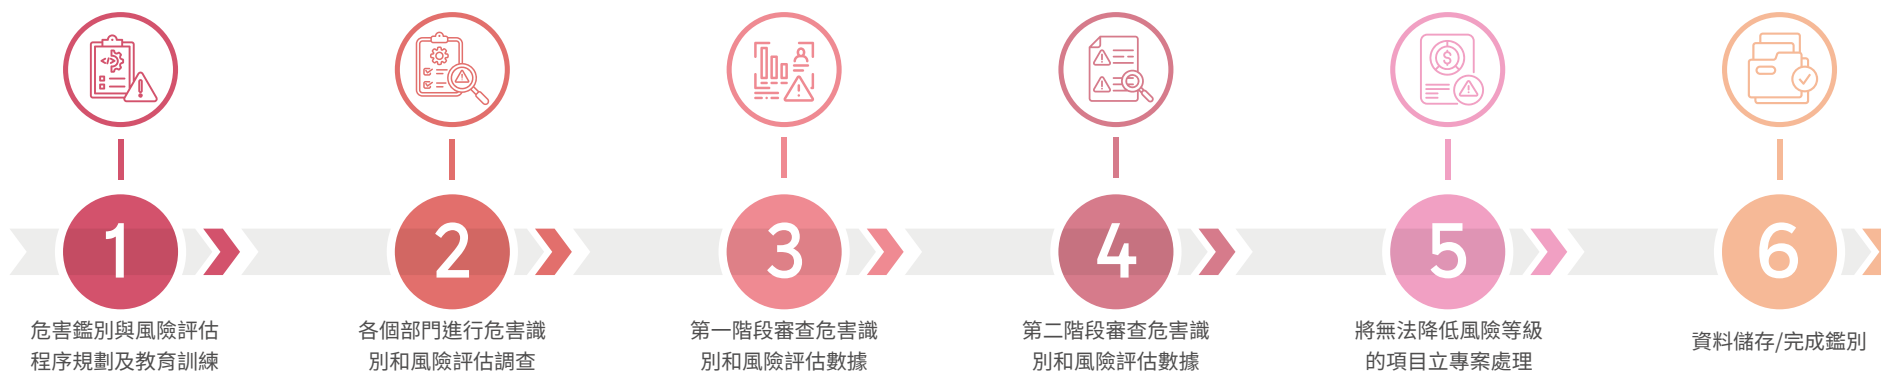 1
危害鑑別與風險評估
程序規劃及教育訓練
2
各個部門進行危害識
別和風險評估調查
3
第一階段審查危害識
別和風險評估數據
4
第二階段審查危害識
別和風險評估數據
5
將無法降低風險等級
的項目立專案處理
6
資料儲存/完成鑑別